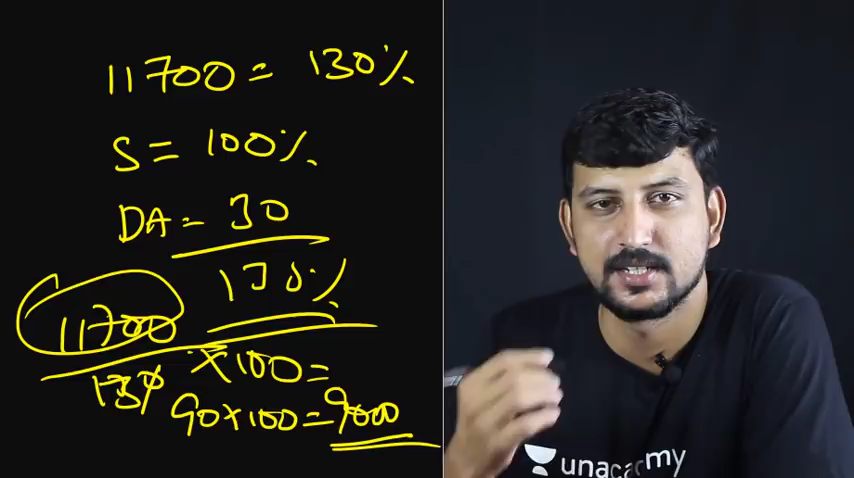 11700 = 130%
S = 100%
DA = 30
130%
11700
130 × 100 =
90 × 100 = 9000
unacademy